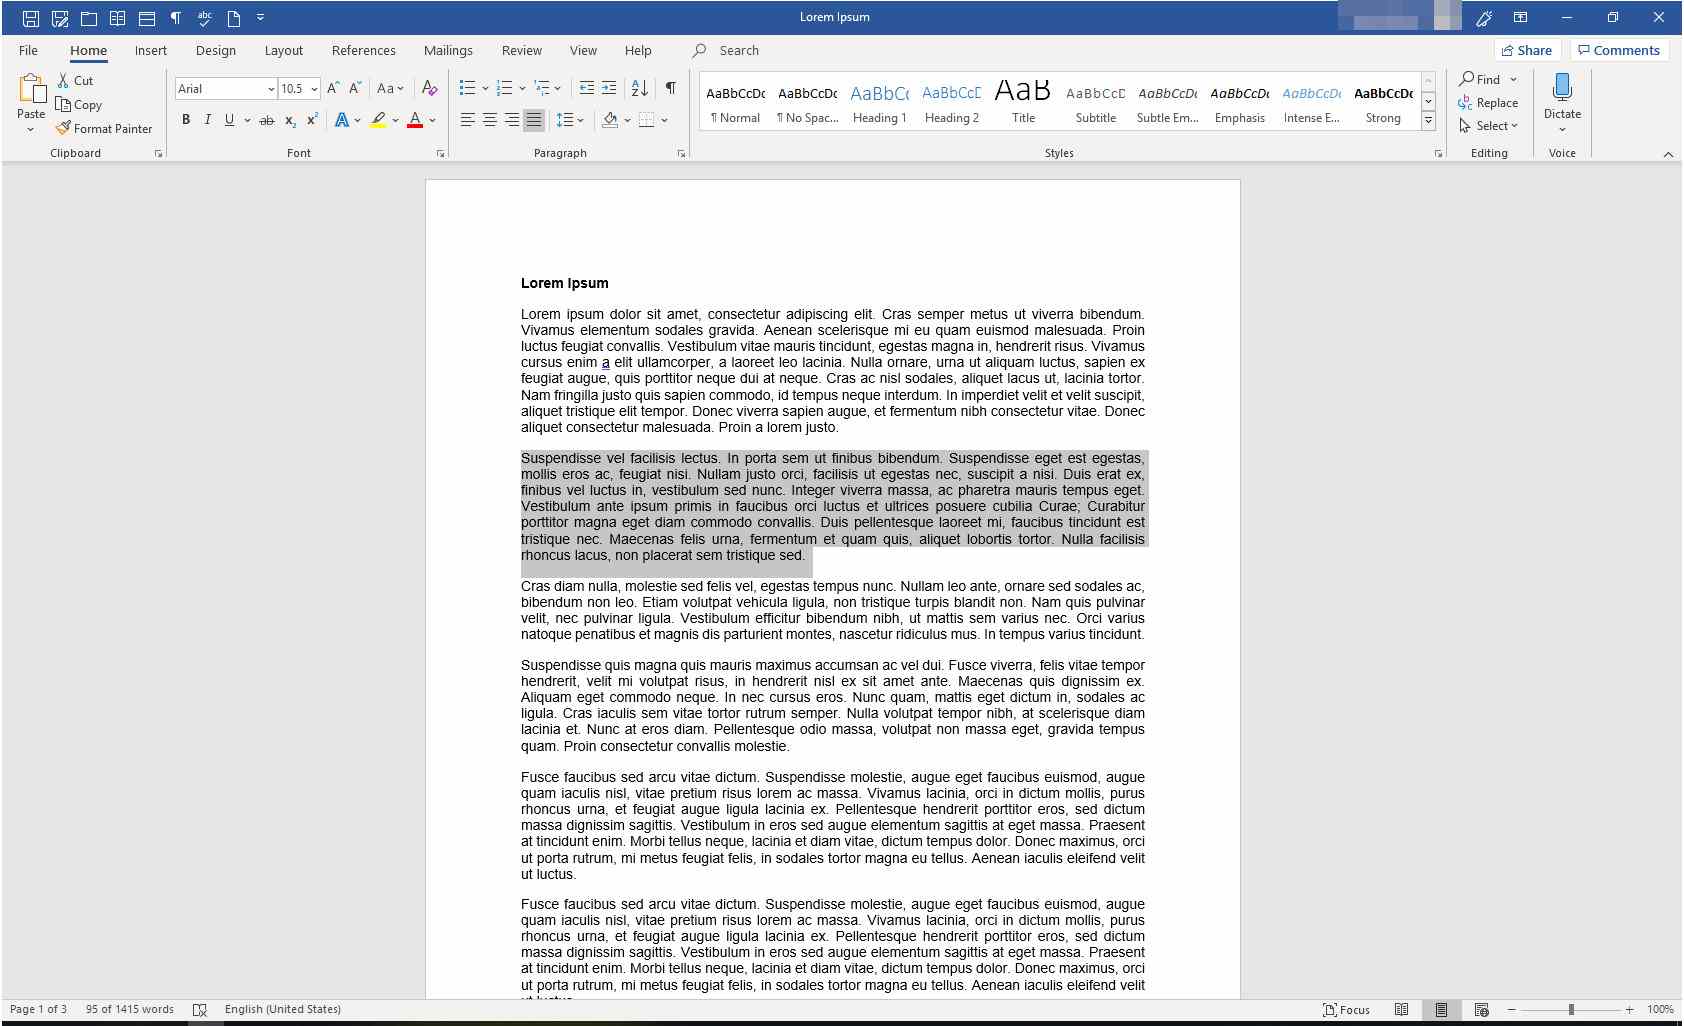 abc
Lorem Ipsum
File Home Insert Design Layout References Mailings Review View Help Search Share Comments
Paste
Cut
Copy
Format Painter
Clipboard
Arial 10.5 Aa A
B I U ab x2 x2 A A
Font
A Z ¶
Paragraph
AaBbCcDc AaBbCcDc AaBbCc AaBbCcD AaB AaBbCcD AaBbCcDc AaBbCcDc AaBbCcDc AaBbCcDc
¶ Normal ¶ No Spac... Heading 1 Heading 2 Title Subtitle Subtle Em... Emphasis Intense E... Strong
Styles
Find
Replace
Select
Editing
Dictate
Voice
Lorem Ipsum
Lorem ipsum dolor sit amet, consectetur adipiscing elit. Cras semper metus ut viverra bibendum.
Vivamus elementum sodales gravida. Aenean scelerisque mi eu quam euismod malesuada. Proin
luctus feugiat convallis. Vestibulum vitae mauris tincidunt, egestas magna in, hendrerit risus. Vivamus
cursus enim a elit ullamcorper, a laoreet leo lacinia. Nulla ornare, urna ut aliquam luctus, sapien ex
feugiat augue, quis porttitor neque dui at neque. Cras ac nisl sodales, aliquet lacus ut, lacinia tortor.
Nam fringilla justo quis sapien commodo, id tempus neque interdum. In imperdiet velit et velit suscipit,
aliquet tristique elit tempor. Donec viverra sapien augue, et fermentum nibh consectetur vitae. Donec
aliquet consectetur malesuada. Proin a lorem justo.
Suspendisse vel facilisis lectus. In porta sem ut finibus bibendum. Suspendisse eget est egestas,
mollis eros ac, feugiat nisi. Nullam justo orci, facilisis ut egestas nec, suscipit a nisi. Duis erat ex,
finibus vel luctus in, vestibulum sed nunc. Integer viverra massa, ac pharetra mauris tempus eget.
Vestibulum ante ipsum primis in faucibus orci luctus et ultrices posuere cubilia Curae; Curabitur
porttitor magna eget diam commodo convallis. Duis pellentesque laoreet mi, faucibus tincidunt est
tristique nec. Maecenas felis urna, fermentum et quam quis, aliquet lobortis tortor. Nulla facilisis
rhoncus lacus, non placerat sem tristique sed.
Cras diam nulla, molestie sed felis vel, egestas tempus nunc. Nullam leo ante, ornare sed sodales ac,
bibendum non leo. Etiam volutpat vehicula ligula, non tristique turpis blandit non. Nam quis pulvinar
velit, nec pulvinar ligula. Vestibulum efficitur bibendum nibh, ut mattis sem varius nec. Orci varius
natoque penatibus et magnis dis parturient montes, nascetur ridiculus mus. In tempus varius tincidunt.
Suspendisse quis magna quis mauris maximus accumsan ac vel dui. Fusce viverra, felis vitae tempor
hendrerit, velit mi volutpat risus, in hendrerit nisl ex sit amet ante. Maecenas quis dignissim ex.
Aliquam eget commodo neque. In nec cursus eros. Nunc quam, mattis eget dictum in, sodales ac
ligula. Cras iaculis sem vitae tortor rutrum semper. Nulla volutpat tempor nibh, at scelerisque diam
lacinia et. Nunc at eros diam. Pellentesque odio massa, volutpat non massa eget, gravida tempus
quam. Proin consectetur convallis molestie.
Fusce faucibus sed arcu vitae dictum. Suspendisse molestie, augue eget faucibus euismod, augue
quam iaculis nisl, vitae pretium risus lorem ac massa. Vivamus lacinia, orci in dictum mollis, purus
rhoncus urna, et feugiat augue ligula lacinia ex. Pellentesque hendrerit porttitor eros, sed dictum
massa dignissim sagittis. Vestibulum in eros sed augue elementum sagittis at eget massa. Praesent
at tincidunt enim. Morbi tellus neque, lacinia et diam vitae, dictum tempus dolor. Donec maximus, orci
ut porta rutrum, mi metus feugiat felis, in sodales tortor magna eu tellus. Aenean iaculis eleifend velit
ut luctus.
Fusce faucibus sed arcu vitae dictum. Suspendisse molestie, augue eget faucibus euismod, augue
quam iaculis nisl, vitae pretium risus lorem ac massa. Vivamus lacinia, orci in dictum mollis, purus
rhoncus urna, et feugiat augue ligula lacinia ex. Pellentesque hendrerit porttitor eros, sed dictum
massa dignissim sagittis. Vestibulum in eros sed augue elementum sagittis at eget massa. Praesent
at tincidunt enim. Morbi tellus neque, lacinia et diam vitae, dictum tempus dolor. Donec maximus, orci
ut porta rutrum, mi metus feugiat felis, in sodales tortor magna eu tellus. Aenean iaculis eleifend velit
Page 1 of 3 95 of 1415 words English (United States) Focus 100%